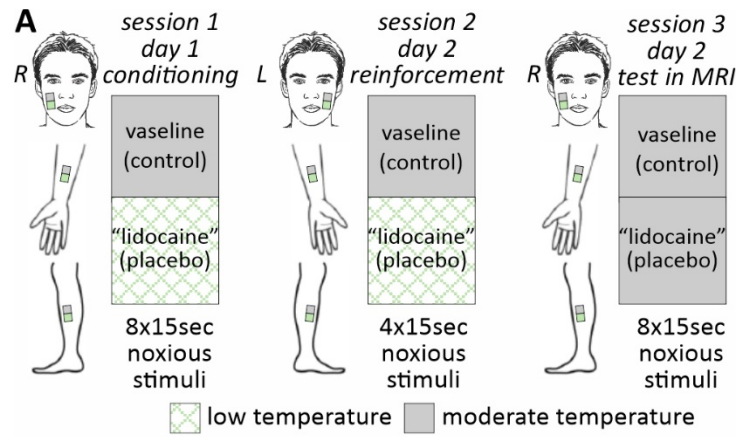 A
session 1
day 1
conditioning
R
vaseline
(control)
"lidocaine"
(placebo)
8x15sec
noxious
stimuli
session 2
day 2
reinforcement
L
vaseline
(control)
"lidocaine"
(placebo)
4x15sec
noxious
stimuli
session 3
day 2
test in MRI
R
vaseline
(control)
"lidocaine"
(placebo)
8x15sec
noxious
stimuli
low temperature
moderate temperature